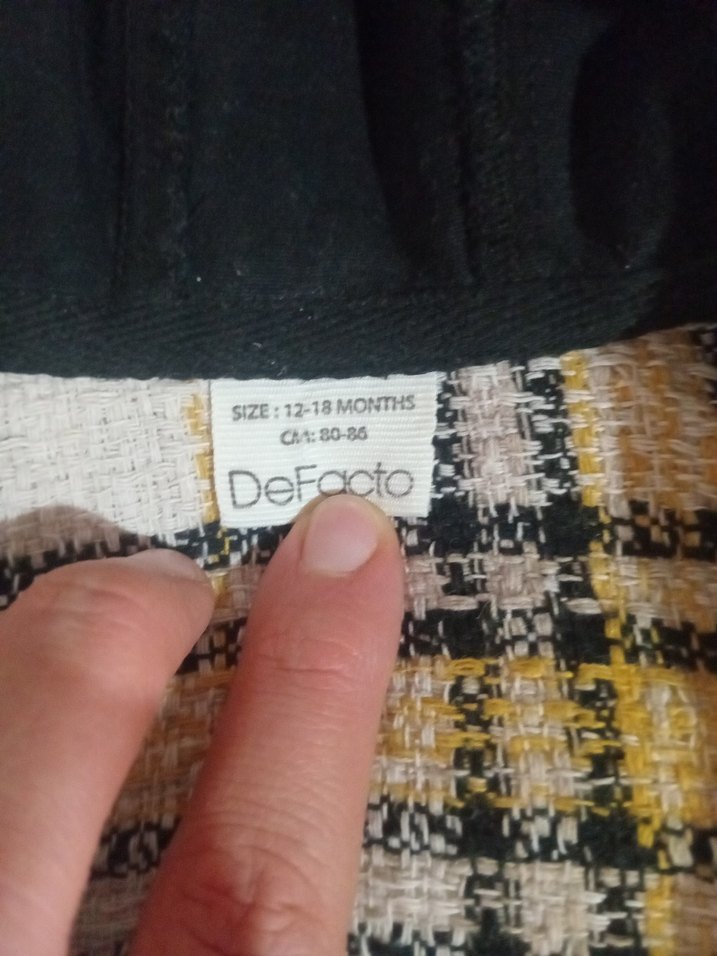 SIZE : 12-18 MONTHS
CM: 80-86
DeFacto